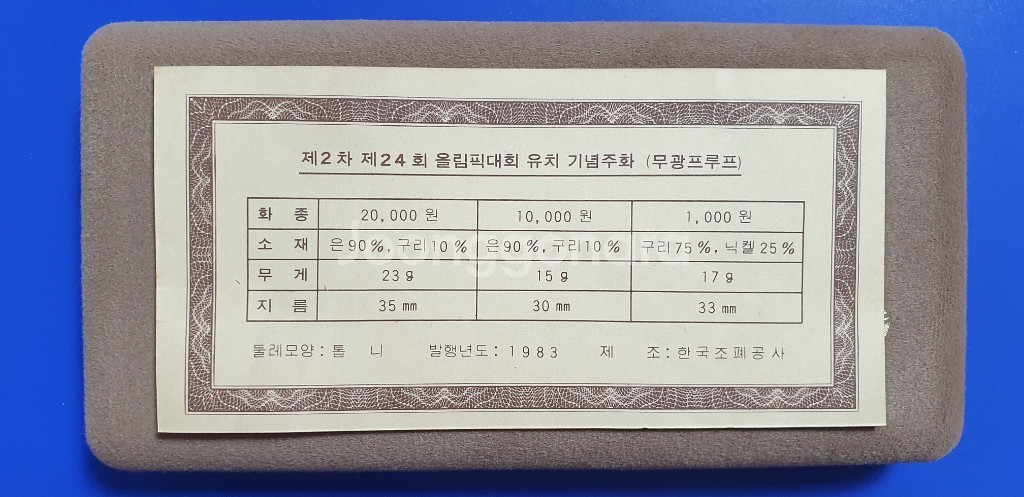 제2차 제24회 올림픽대회 유치 기념주화 (무광프루프)
화 종 20,000 원 10,000 원 1,000 원
소 재 은90%, 구리10% 은90%, 구리10% 구리75%, 닉켈25%
무 게 23g 15g 17g
지 름 35㎜ 30㎜ 33㎜
둘레모양 : 톱 니 발행년도 : 1983 제 조 : 한국조폐공사
Joonggonara